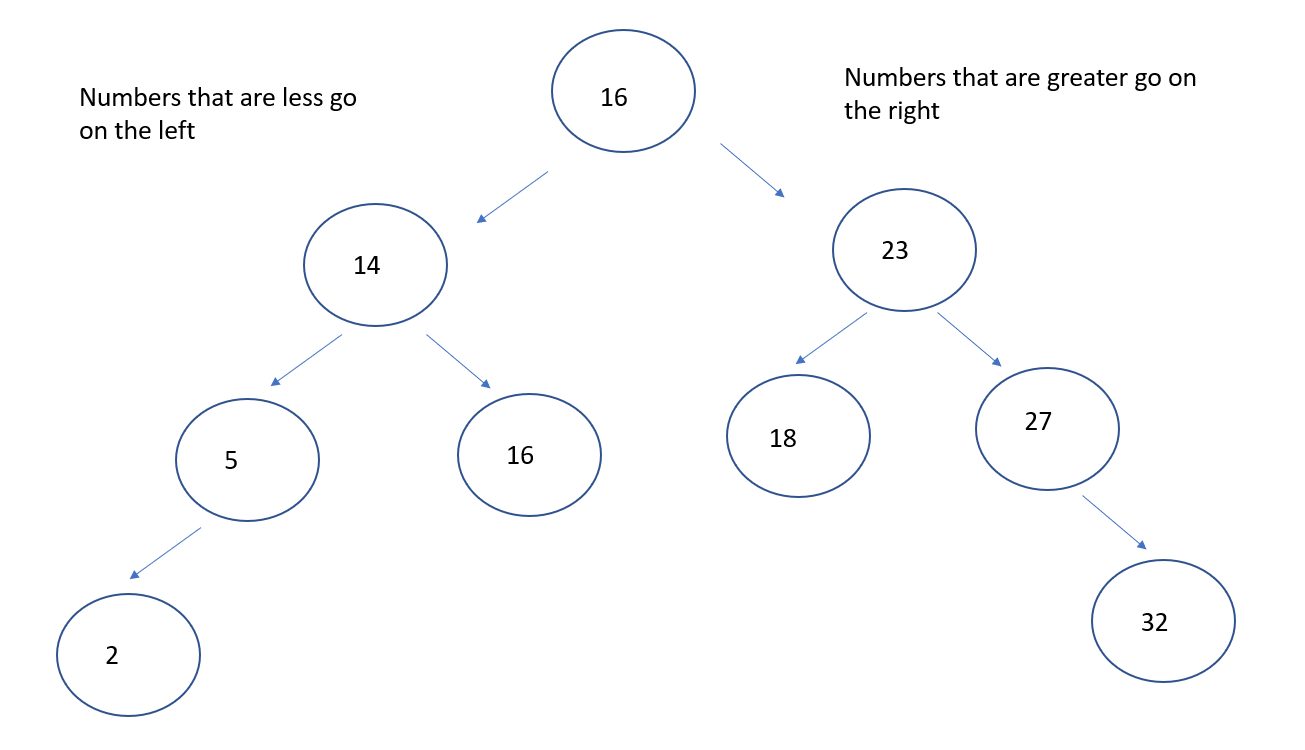 Numbers that are less go
on the left
16
Numbers that are greater go on
the right
14
23
5
16
18
27
2
32